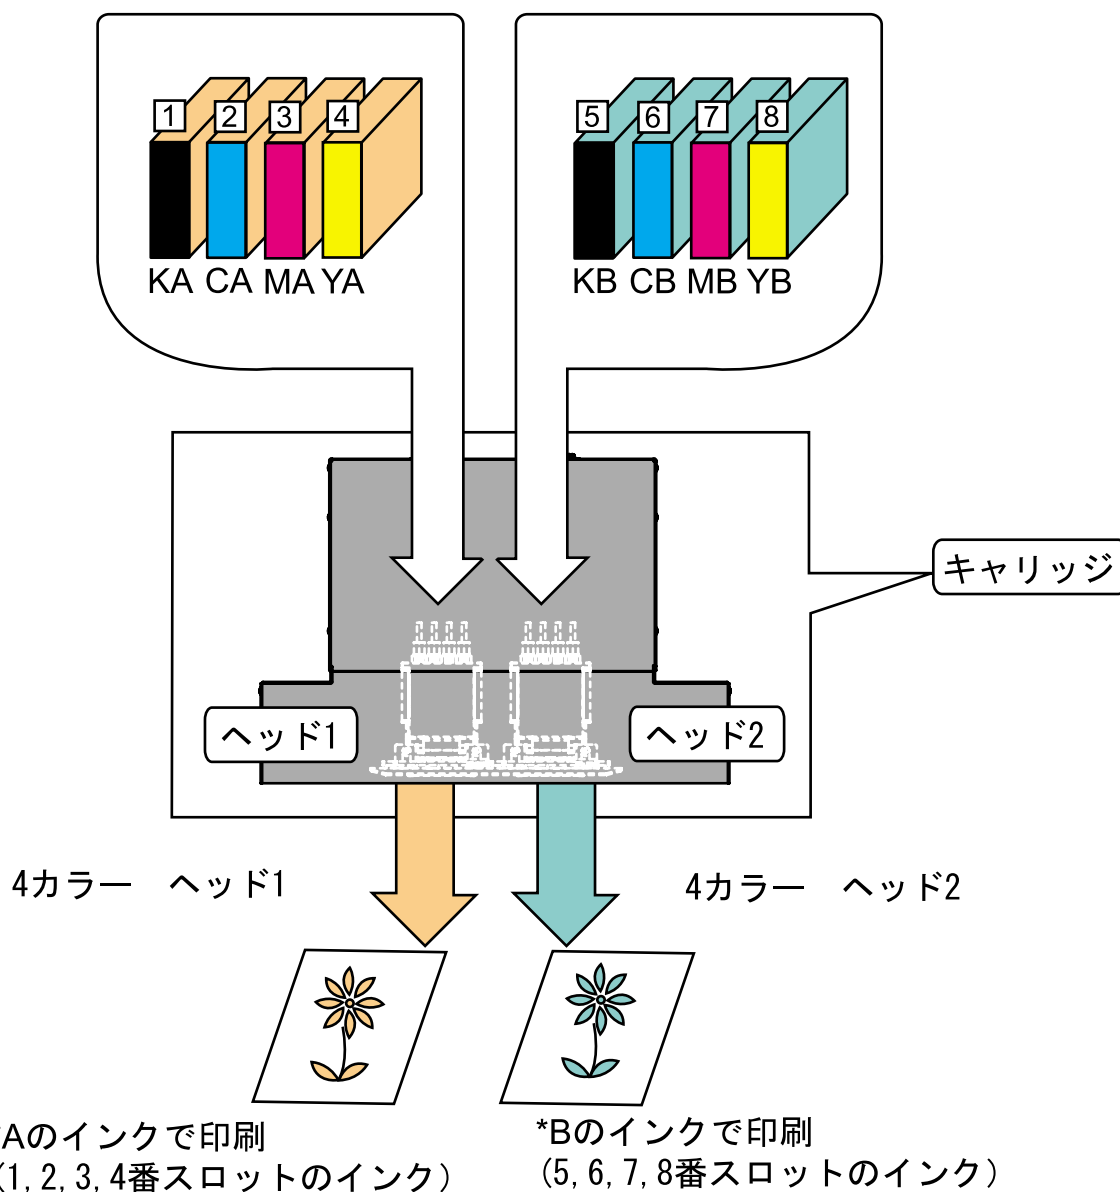 1 2 3 4
KA CA MA YA
5 6 7 8
KB CB MB YB
キャリッジ
ヘッド1
ヘッド2
4カラー ヘッド1
4カラー ヘッド2
Aのインクで印刷
(1,2,3,4番スロットのインク)
*Bのインクで印刷
(5,6,7,8番スロットのインク)